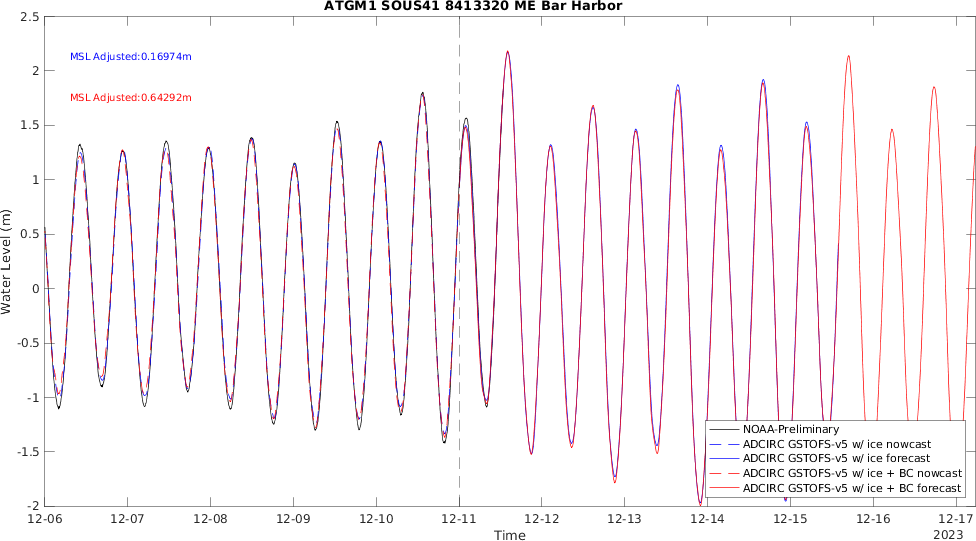 ATGM1 SOUS41 8413320 ME Bar Harbor
2.5
MSL Adjusted:0.16974m
2
MSL Adjusted:0.64292m
1.5
1
0.5
0
-0.5
-1
-1.5
-2
Water Level (m)
NOAA-Preliminary
ADCIRC GSTOFS-v5 w/ ice nowcast
ADCIRC GSTOFS-v5 w/ ice forecast
ADCIRC GSTOFS-v5 w/ ice + BC nowcast
ADCIRC GSTOFS-v5 w/ ice + BC forecast
12-06 12-07 12-08 12-09 12-10 12-11 12-12 12-13 12-14 12-15 12-16 12-17
Time
2023